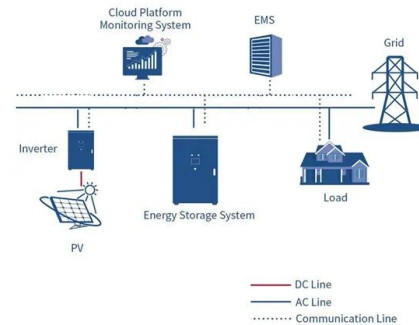 Cloud Platform
Monitoring System
EMS
Grid
Inverter
Energy Storage System
Load
PV
DC Line
AC Line
Communication Line